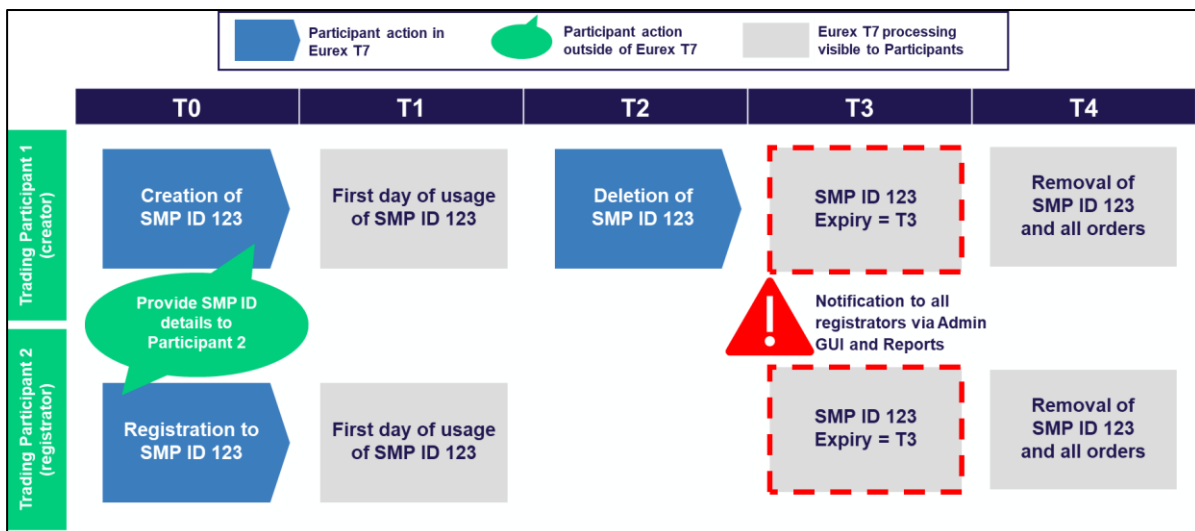 Participant action in
Eurex T7
Participant action
outside of Eurex T7
Eurex T7 processing
visible to Participants
T0
T1
T2
T3
T4
Trading Participant 1
(creator)
Creation of
SMP ID 123
First day of usage
of SMP ID 123
Deletion of
SMP ID 123
SMP ID 123
Expiry = T3
Removal of
SMP ID 123
and all orders
Provide SMP ID
details to
Participant 2
Notification to all
registrators via Admin
GUI and Reports
Trading Participant 2
(registrator)
Registration to
SMP ID 123
First day of usage
of SMP ID 123
SMP ID 123
Expiry = T3
Removal of
SMP ID 123
and all orders